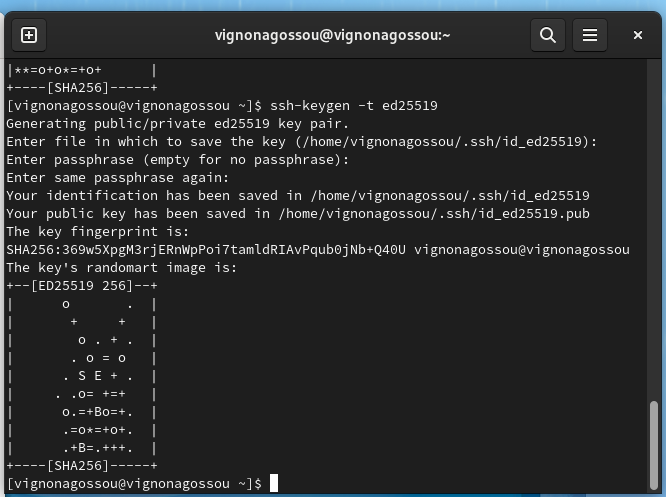 vignonagossou@vignonagossou:~
|**=o+o*=+o+      |
+----[SHA256]-----+
[vignonagossou@vignonagossou ~]$ ssh-keygen -t ed25519
Generating public/private ed25519 key pair.
Enter file in which to save the key (/home/vignonagossou/.ssh/id_ed25519):
Enter passphrase (empty for no passphrase):
Enter same passphrase again:
Your identification has been saved in /home/vignonagossou/.ssh/id_ed25519
Your public key has been saved in /home/vignonagossou/.ssh/id_ed25519.pub
The key fingerprint is:
SHA256:369w5XpgM3rjERnWpPoi7tamldRIAvPqub0jNb+Q40U vignonagossou@vignonagossou
The key's randomart image is:
+--[ED25519 256]--+
|      o       .  |
|       +     +   |
|        o . + .  |
|       . o = o   |
|      . S E + .  |
|     . .o= +=+   |
|      o.=+Bo=+.  |
|      .=o*=+o+.  |
|      .+B=.+++.  |
+----[SHA256]-----+
[vignonagossou@vignonagossou ~]$